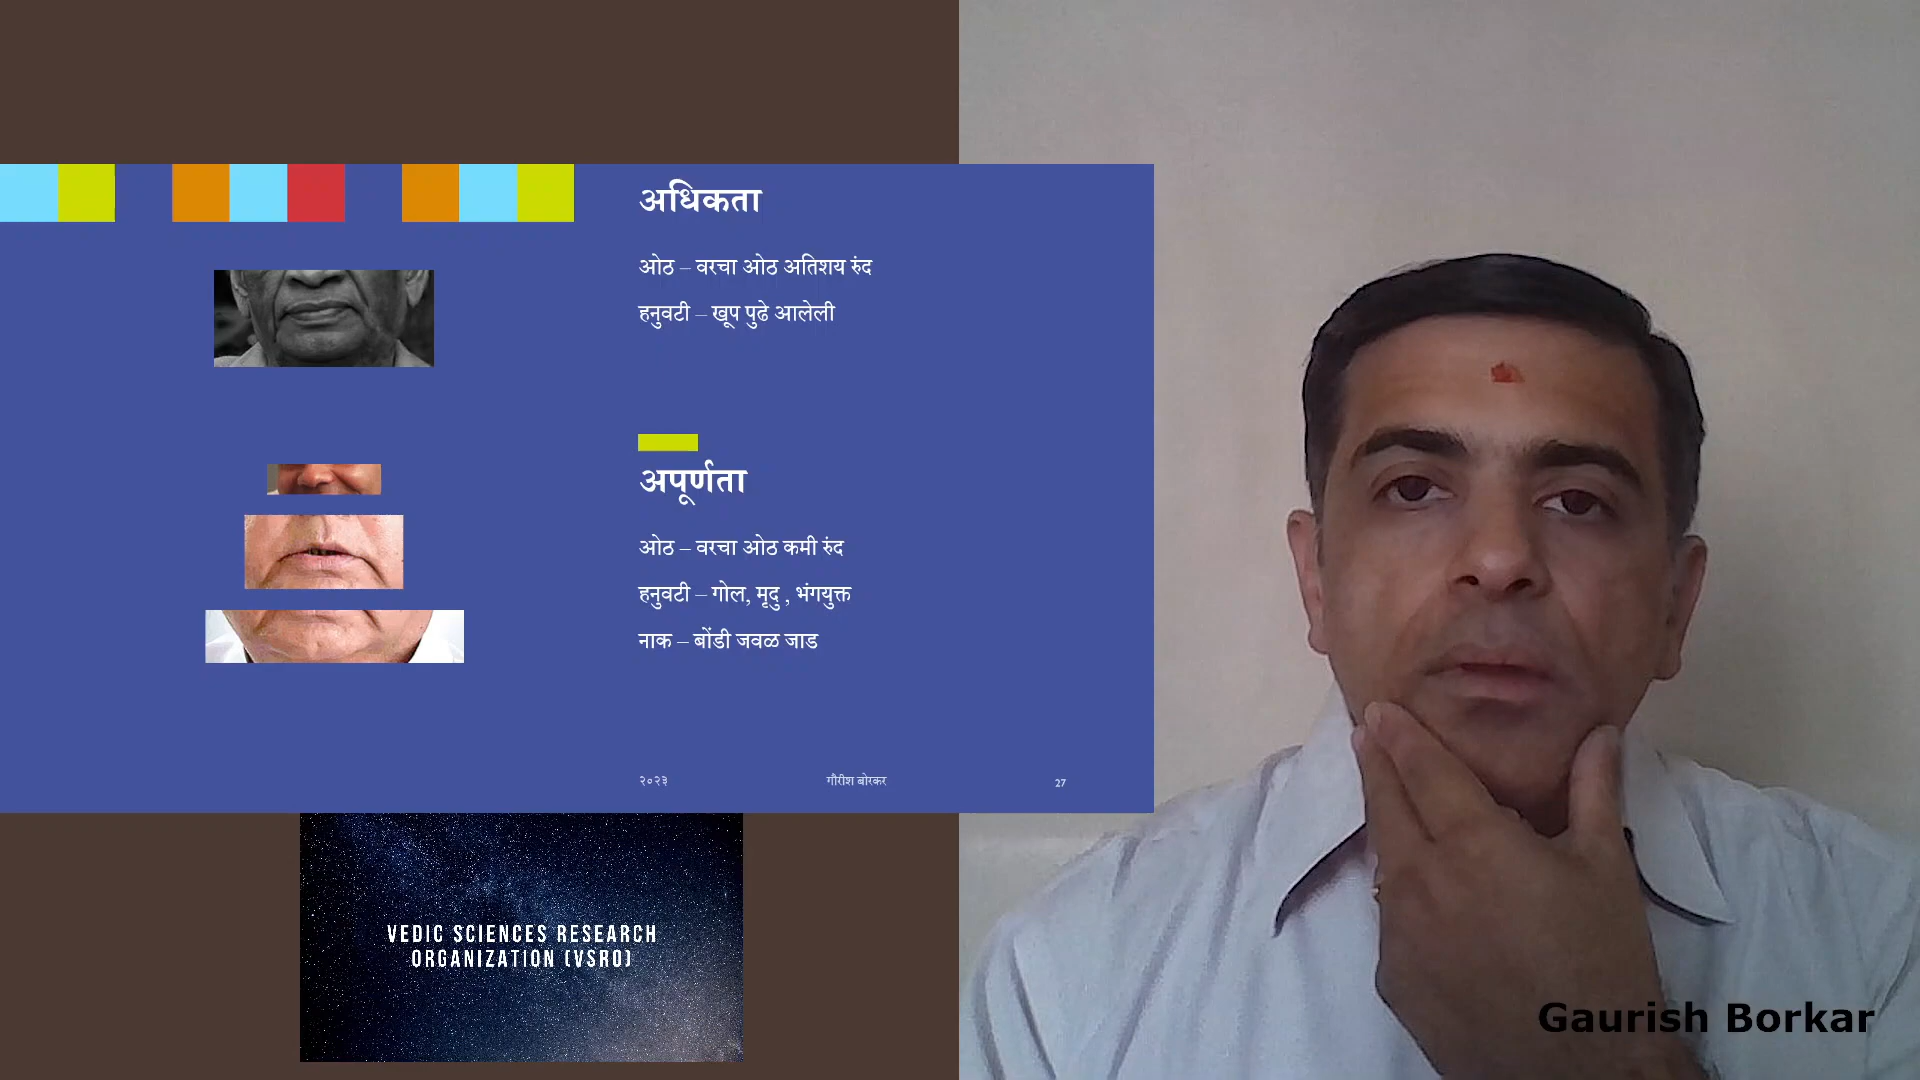 अधिकता
ओठ – वरचा ओठ अतिशय रुंद
हनुवटी – खूप पुढे आलेली
अपूर्णता
ओठ – वरचा ओठ कमी रुंद
हनुवटी – गोल, मृदु , भंगयुक्त
नाक – बोंडी जवळ जाड
२०२३ गौरीश बोरकर 27
VEDIC SCIENCES RESEARCH
ORGANIZATION (VSRO)
Gaurish Borkar